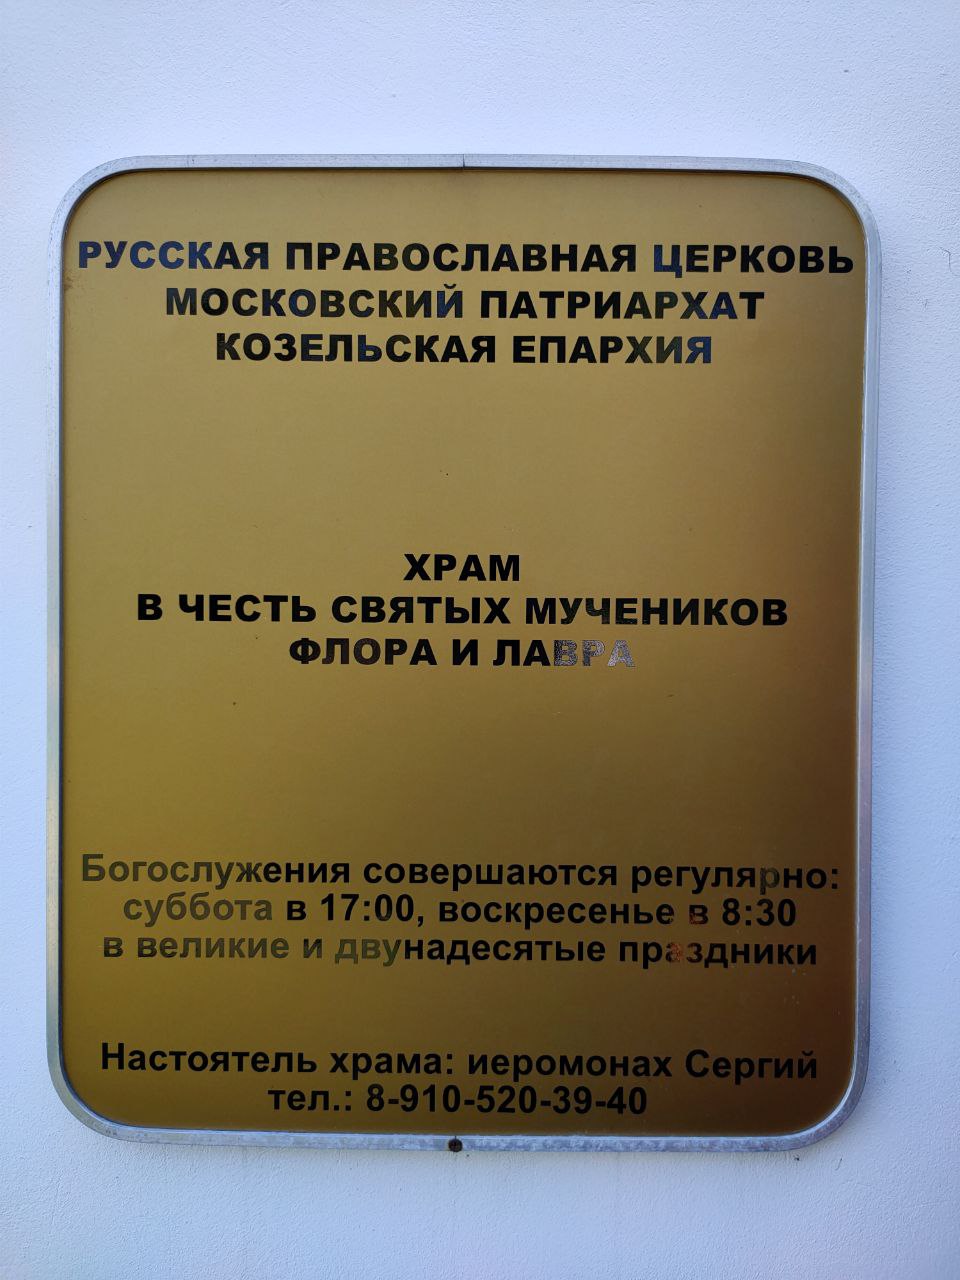 РУССКАЯ ПРАВОСЛАВНАЯ ЦЕРКОВЬ
МОСКОВСКИЙ ПАТРИАРХАТ
КОЗЕЛЬСКАЯ ЕПАРХИЯ
ХРАМ
В ЧЕСТЬ СВЯТЫХ МУЧЕНИКОВ
ФЛОРА И ЛАВРА
Богослужения совершаются регулярно:
суббота в 17:00, воскресенье в 8:30
в великие и двунадесятые праздники
Настоятель храма: иеромонах Сергий
тел.: 8-910-520-39-40